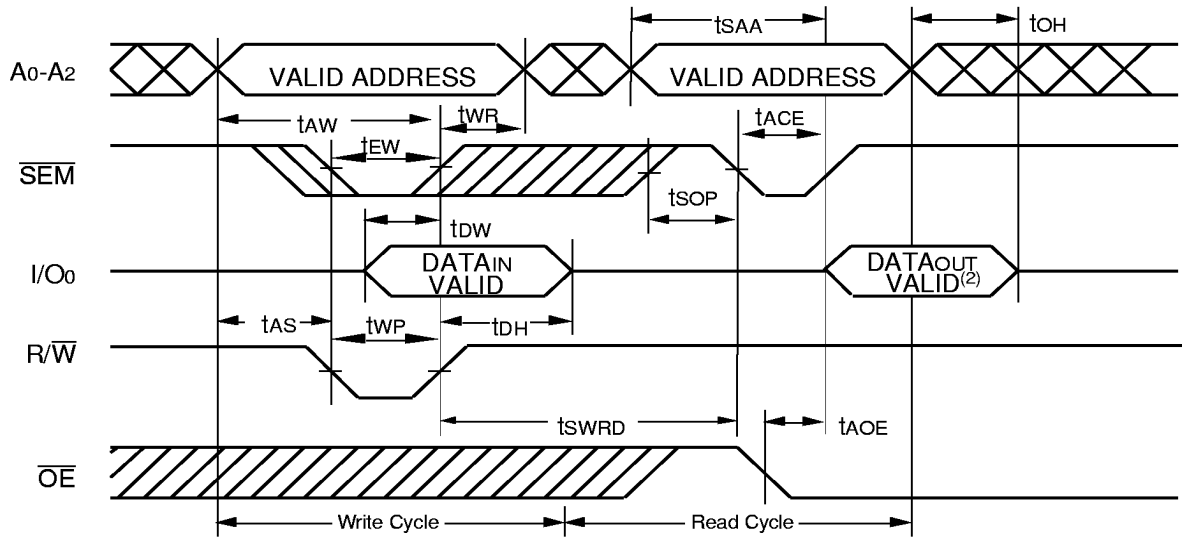 tSAA
tOH
A0-A2
VALID ADDRESS
VALID ADDRESS
tAW
tWR
tACE
tEW
SEM
tSOP
tDW
I/O0
DATAIN
VALID
DATAOUT
VALID(2)
tAS
tWP
tDH
R/W
tSWRD
tAOE
OE
Write Cycle
Read Cycle